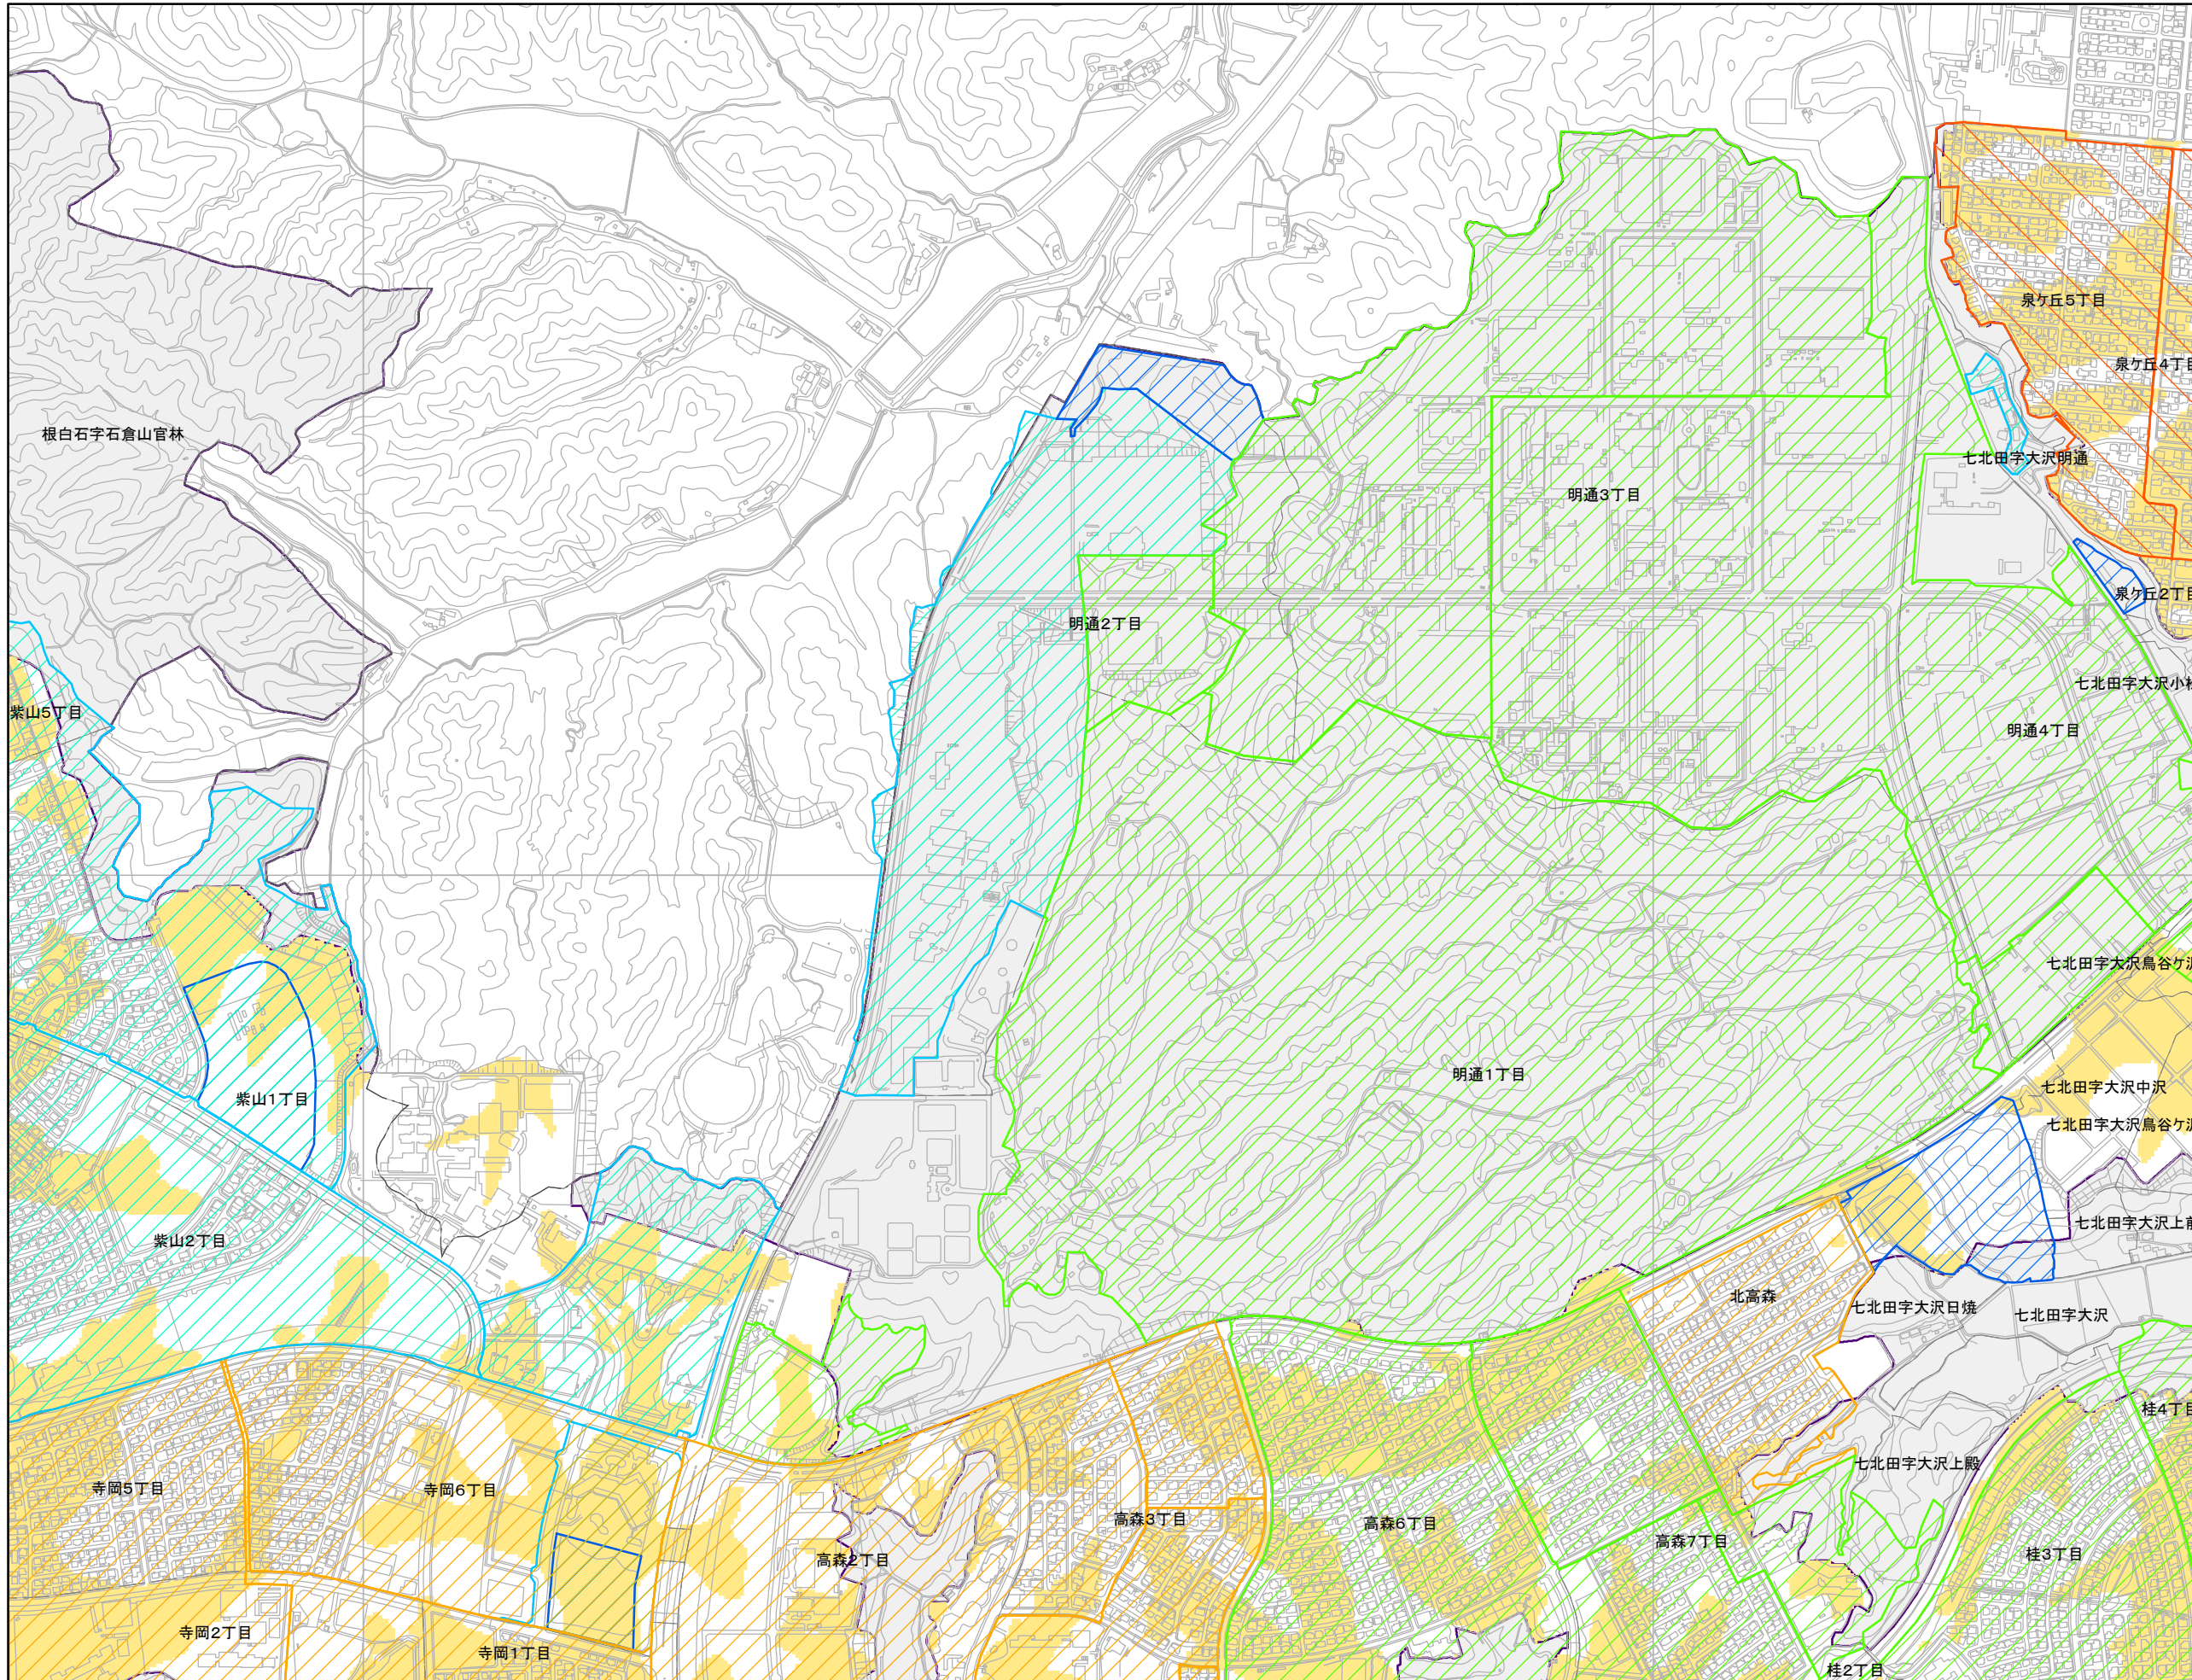 泉ケ丘5丁目
泉ケ丘4丁目
根白石字石倉山官林
七北田字大沢明通
明通3丁目
泉ケ丘2丁目
明通2丁目
七北田字大沢小
紫山5丁目
明通4丁目
七北田字大沢鳥谷ケ沢
明通1丁目
七北田字大沢中沢
紫山1丁目
七北田字大沢鳥谷ケ沢
七北田字大沢上前
紫山2丁目
北高森
七北田字大沢日焼
七北田字大沢
桂4丁目
七北田字大沢上殿
寺岡5丁目
寺岡6丁目
高森3丁目
高森6丁目
高森7丁目
桂3丁目
高森2丁目
寺岡2丁目
寺岡1丁目
桂2丁目